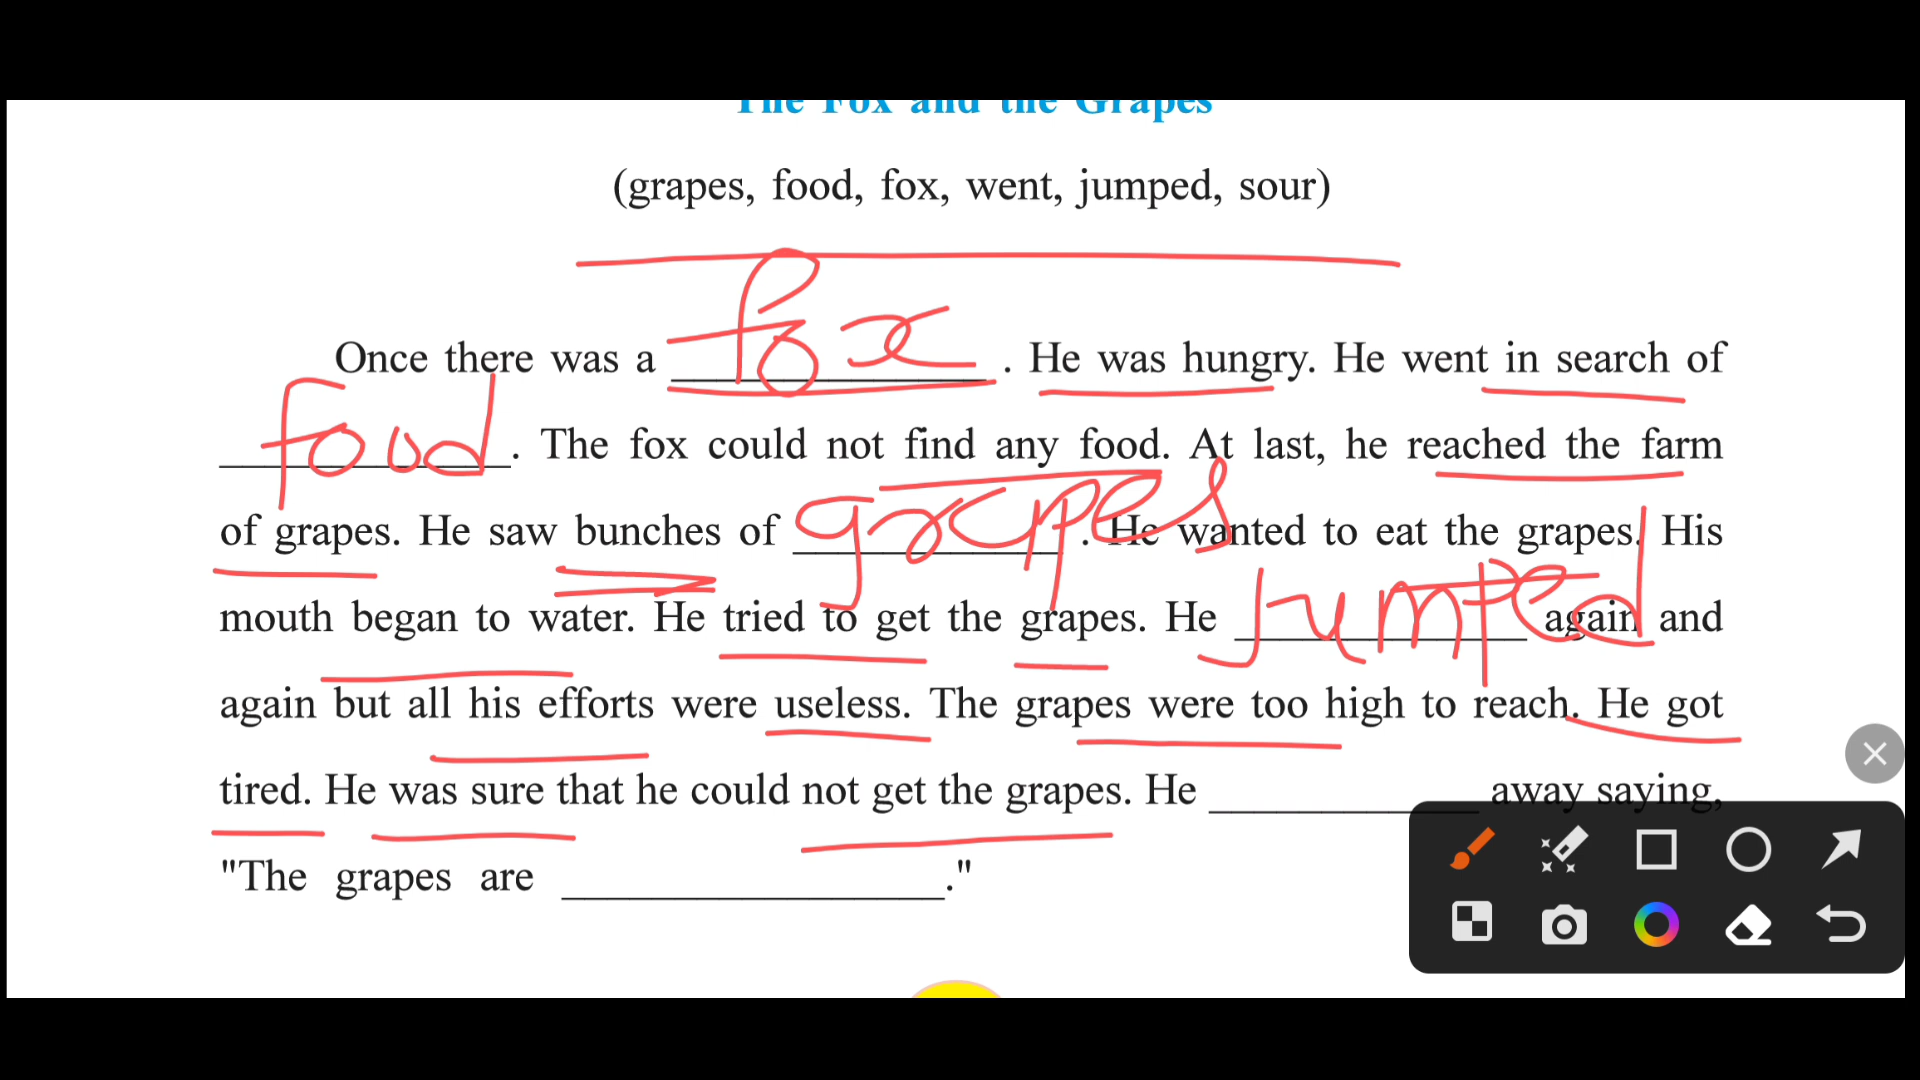 The Fox and the Grapes
(grapes, food, fox, went, jumped, sour)
Once there was a fox. He was hungry. He went in search of
food. The fox could not find any food. At last, he reached the farm
of grapes. He saw bunches of grapes. He wanted to eat the grapes. His
mouth began to water. He tried to get the grapes. He Jumped again and
again but all his efforts were useless. The grapes were too high to reach. He got
tired. He was sure that he could not get the grapes. He ____________ away saying,
"The grapes are ________________."